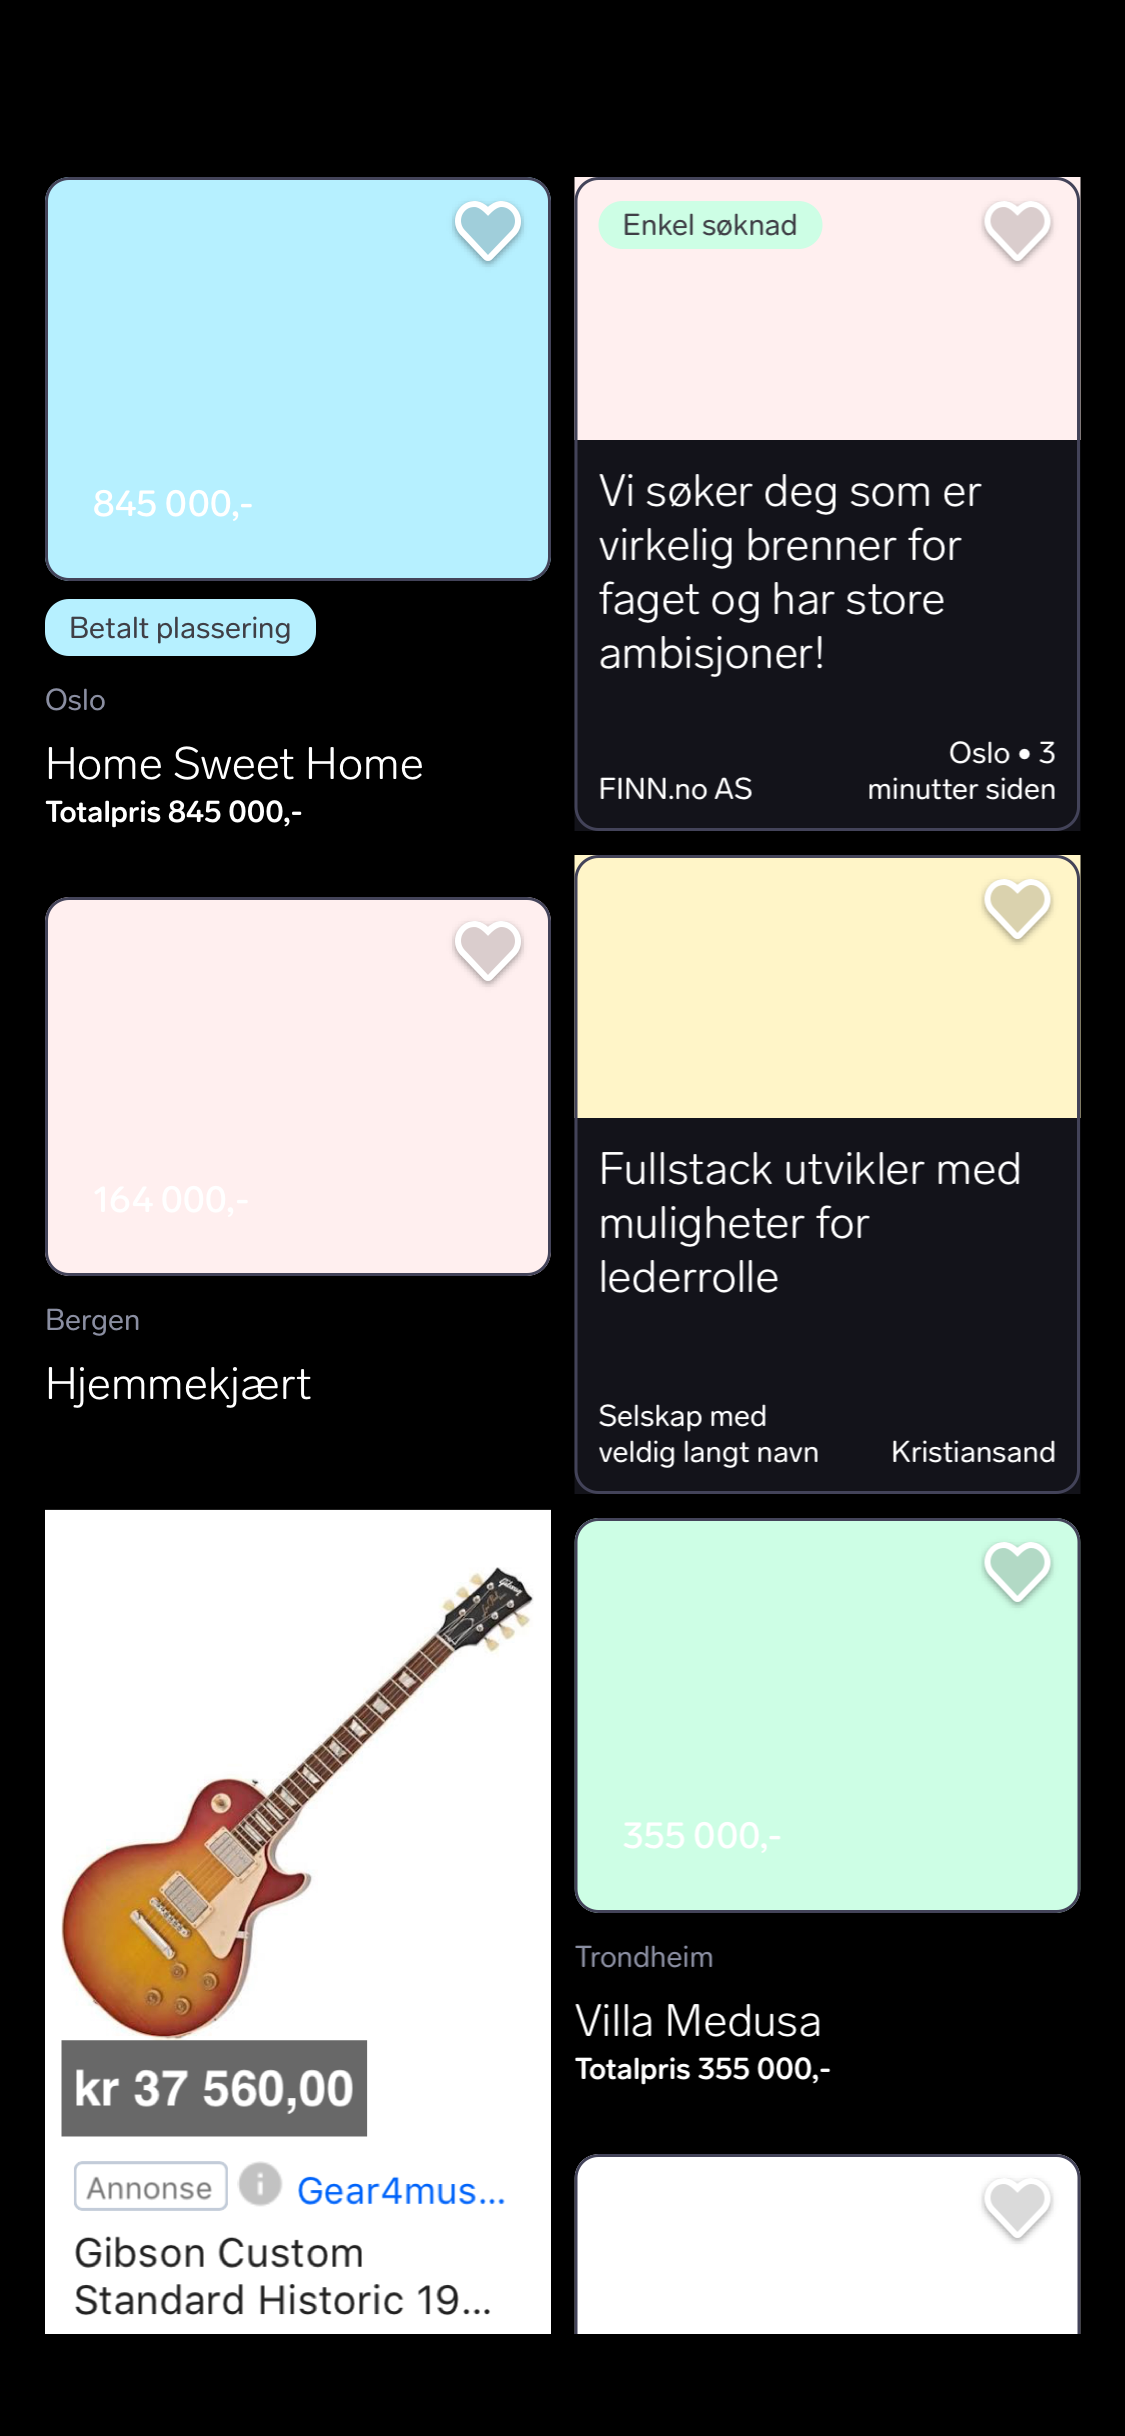 845 000,-
Betalt plassering
Oslo
Home Sweet Home
Totalpris 845 000,-
Enkel søknad
Vi søker deg som er
virkelig brenner for
faget og har store
ambisjoner!
FINN.no AS
Oslo • 3
minutter siden
164 000,-
Bergen
Hjemmekjært
Fullstack utvikler med
muligheter for
lederrolle
Selskap med
veldig langt navn
Kristiansand
Gibson
kr 37 560,00
Annonse
Gear4mus...
Gibson Custom
Standard Historic 19...
355 000,-
Trondheim
Villa Medusa
Totalpris 355 000,-